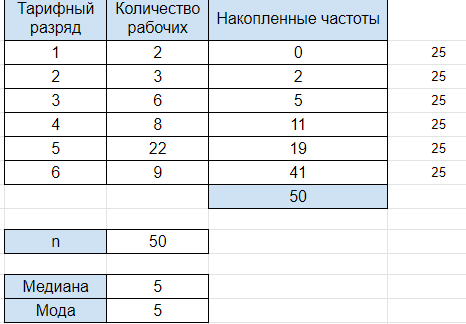 Тарифный разряд Количество рабочих Накопленные частоты
1 2 0 25
2 3 2 25
3 6 5 25
4 8 11 25
5 22 19 25
6 9 41 25
50
n 50
Медиана 5
Мода 5